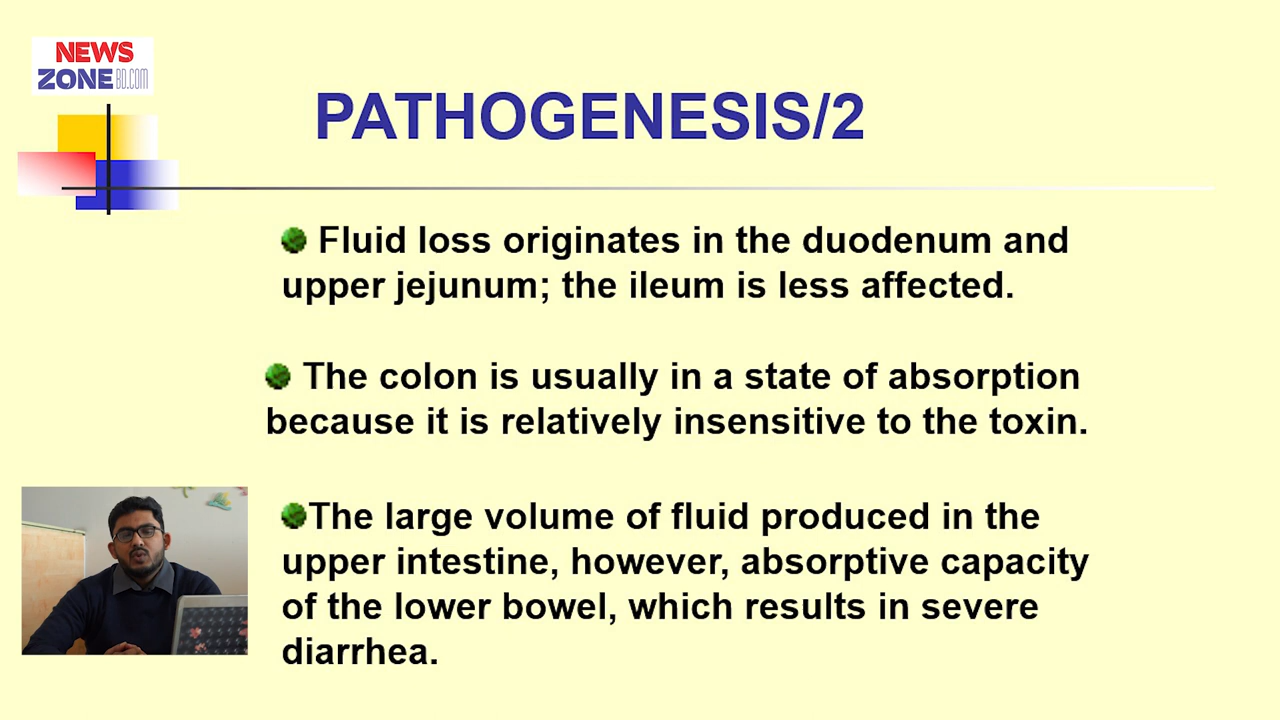 NEWS
ZONE BD.COM
PATHOGENESIS/2
Fluid loss originates in the duodenum and
upper jejunum; the ileum is less affected.
The colon is usually in a state of absorption
because it is relatively insensitive to the toxin.
The large volume of fluid produced in the
upper intestine, however, absorptive capacity
of the lower bowel, which results in severe
diarrhea.